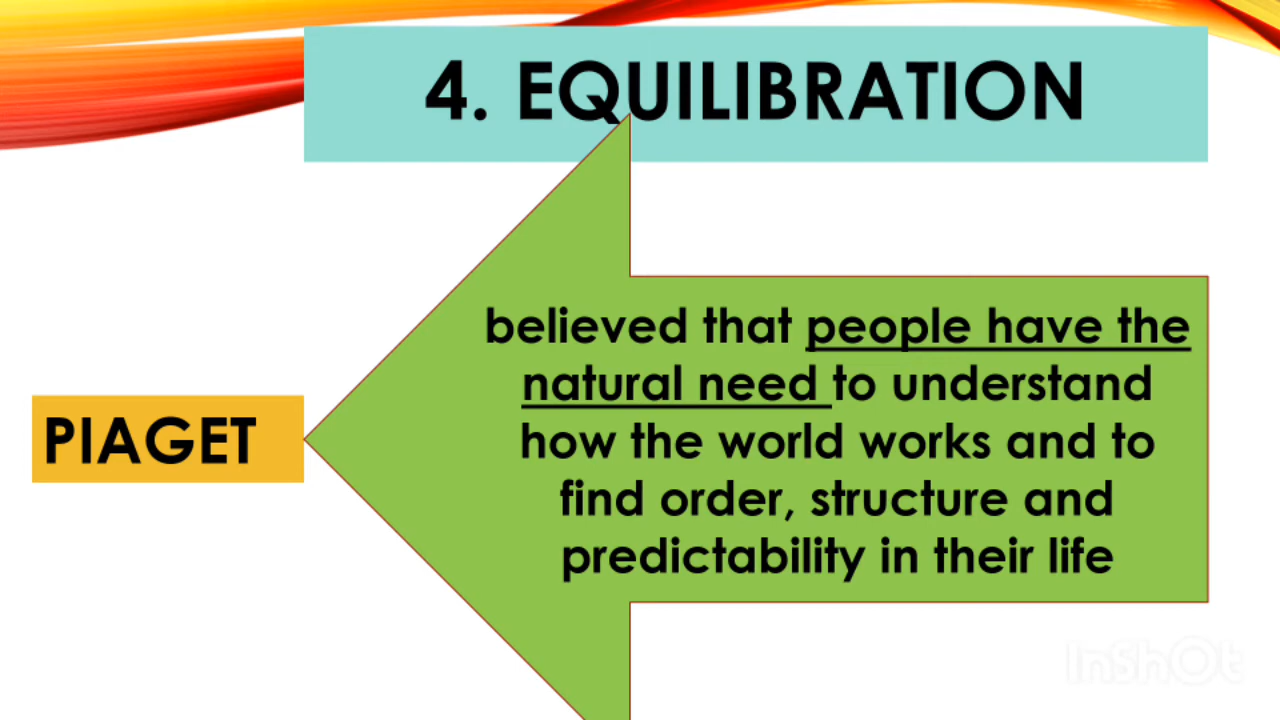 4. EQUILIBRATION
believed that people have the
natural need to understand
how the world works and to
find order, structure and
predictability in their life
PIAGET
InShOt